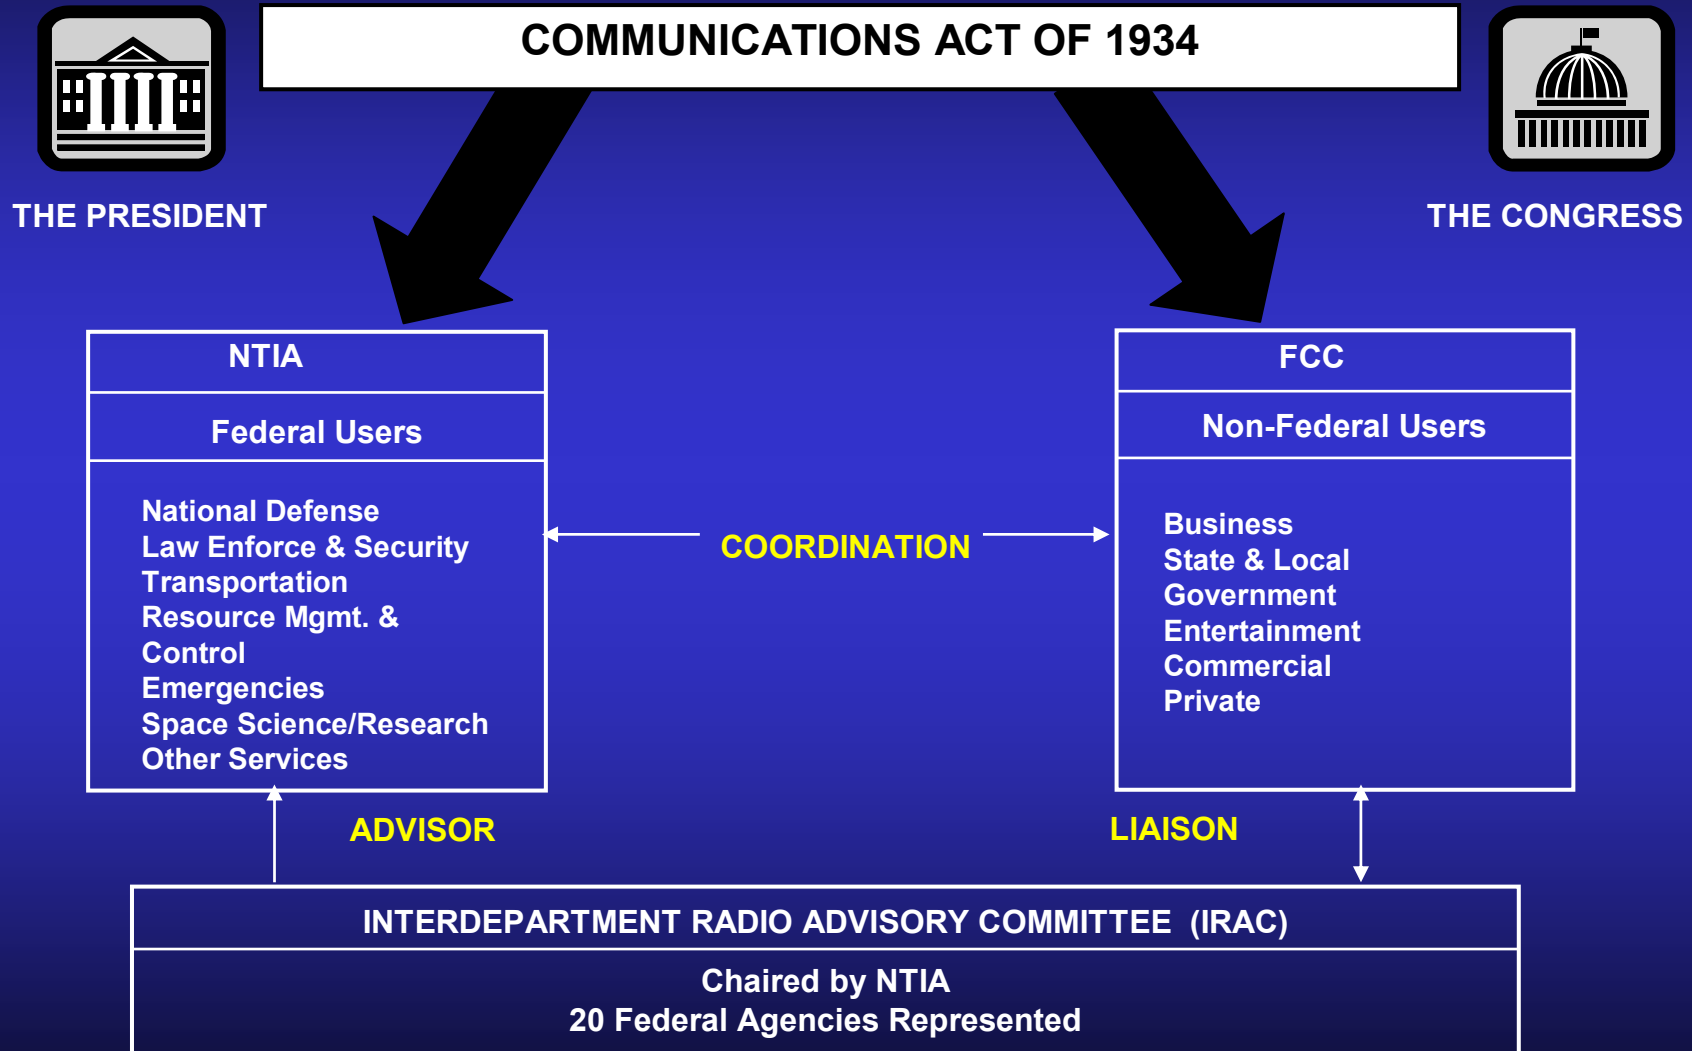 COMMUNICATIONS ACT OF 1934
THE PRESIDENT
THE CONGRESS
NTIA
Federal Users
National Defense
Law Enforce & Security
Transportation
Resource Mgmt. &
Control
Emergencies
Space Science/Research
Other Services
COORDINATION
FCC
Non-Federal Users
Business
State & Local
Government
Entertainment
Commercial
Private
ADVISOR
LIAISON
INTERDEPARTMENT RADIO ADVISORY COMMITTEE (IRAC)
Chaired by NTIA
20 Federal Agencies Represented